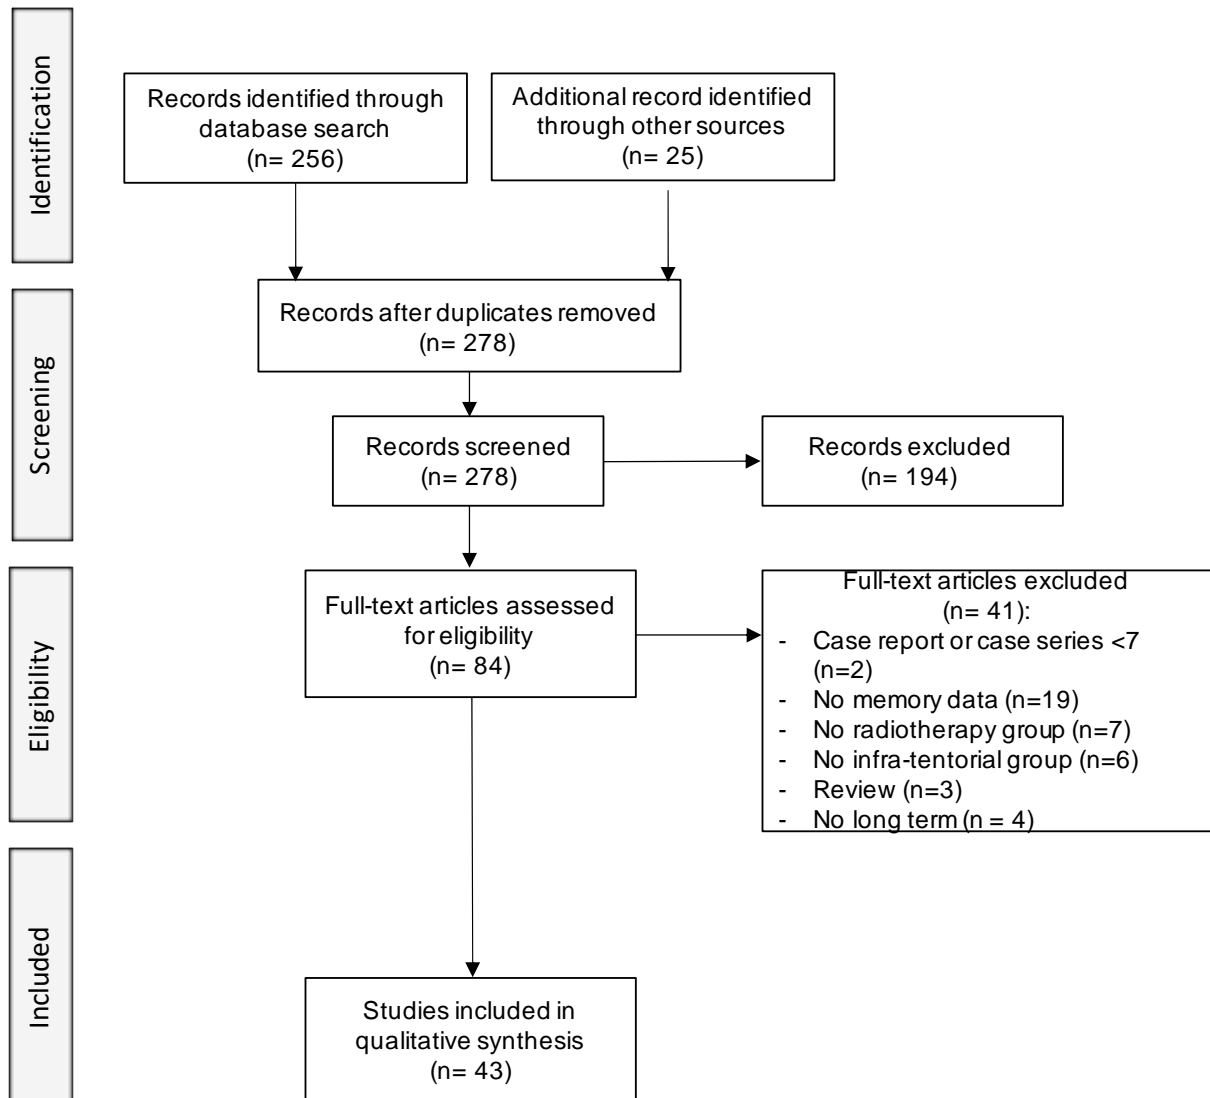 Identification
Records identified through
database search
(n= 256)
Additional record identified
through other sources
(n= 25)
Screening
Records after duplicates removed
(n= 278)
Records screened
(n= 278)
Records excluded
(n= 194)
Eligibility
Full-text articles assessed
for eligibility
(n= 84)
Full-text articles excluded
(n= 41):
- Case report or case series <7
(n=2)
- No memory data (n=19)
- No radiotherapy group (n=7)
- No infra-tentorial group (n=6)
- Review (n=3)
- No long term (n = 4)
Included
Studies included in
qualitative synthesis
(n= 43)